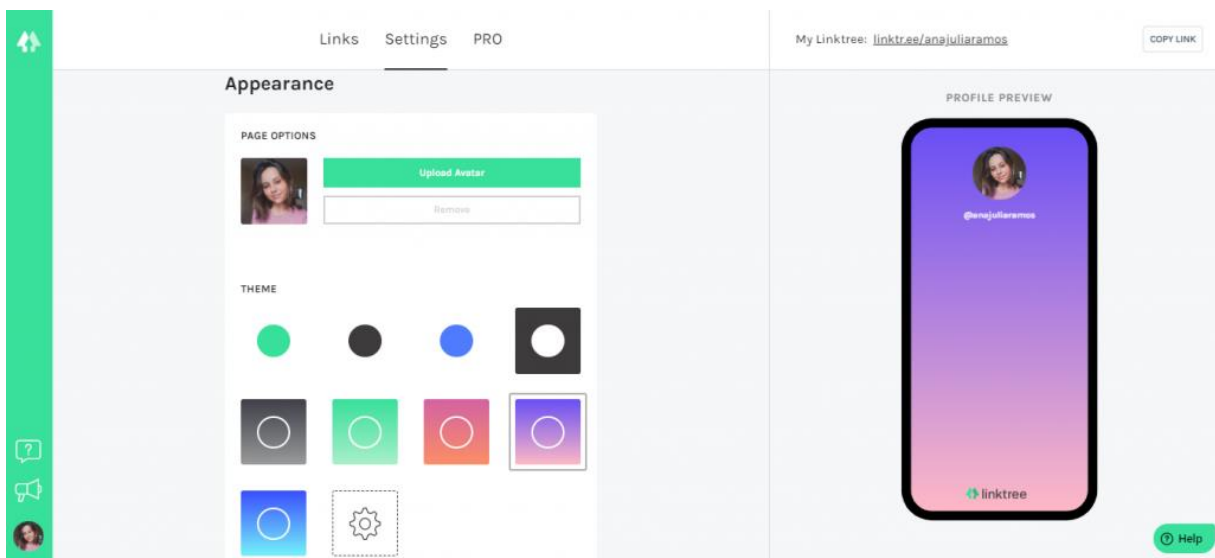 Links Settings PRO
My Linktree: linktr.ee/anajuliaramos
COPY LINK
Appearance
PAGE OPTIONS
Upload Avatar
Remove
THEME
PROFILE PREVIEW
@anajuliaramos
linktree
? Help
?